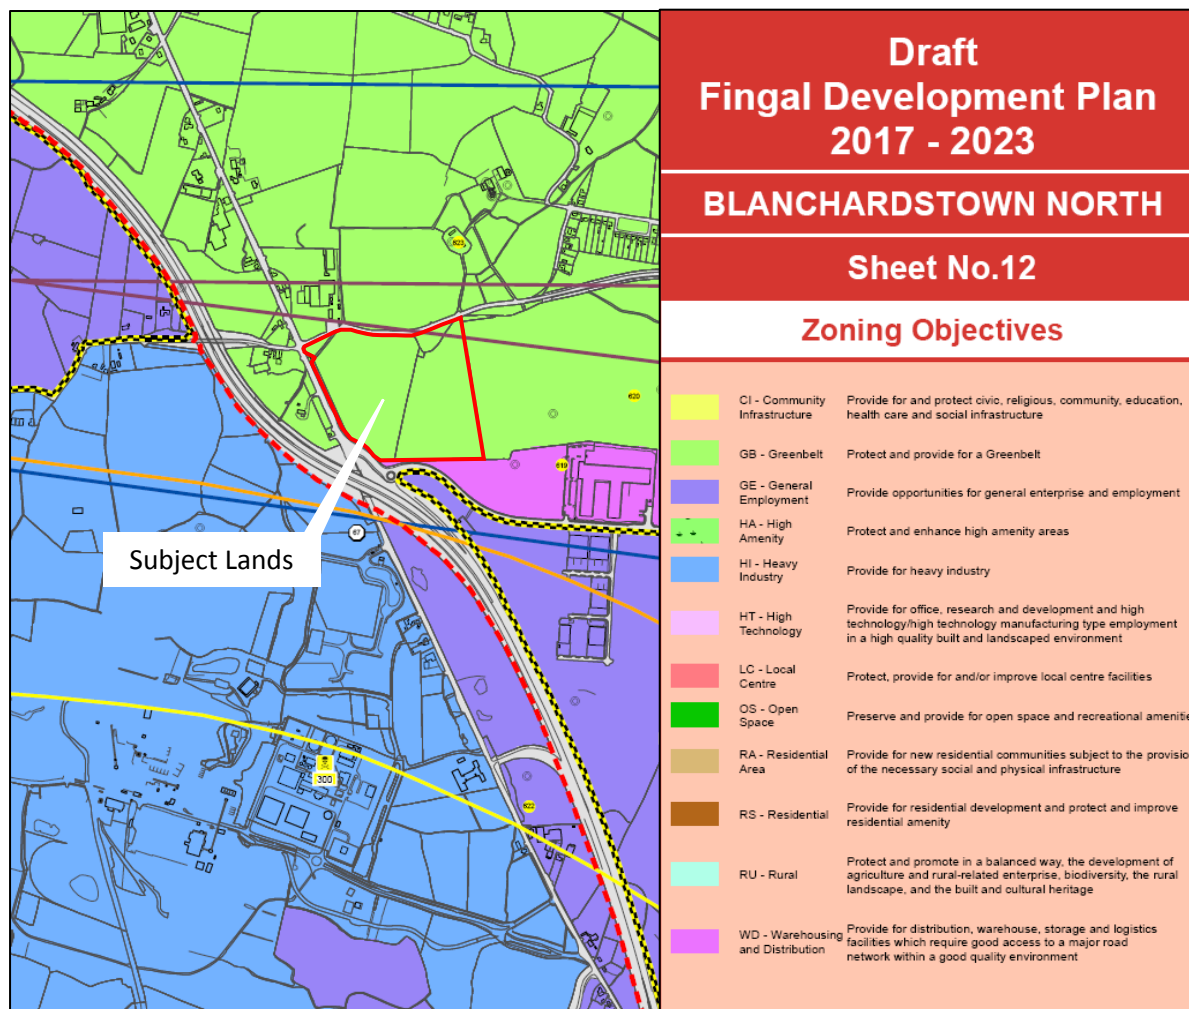 Draft
Fingal Development Plan
2017 - 2023
BLANCHARDSTOWN NORTH
Sheet No.12
Zoning Objectives
CI - Community
Infrastructure
Provide for and protect civic, religious, community, education,
health care and social infrastructure
GB - Greenbelt
Protect and provide for a Greenbelt
GE - General
Employment
Provide opportunities for general enterprise and employment
HA - High
Amenity
Protect and enhance high amenity areas
HI - Heavy
Industry
Provide for heavy industry
HT - High
Technology
Provide for office, research and development and high
technology/high technology manufacturing type employment
in a high quality built and landscaped environment
LC - Local
Centre
Protect, provide for and/or improve local centre facilities
OS - Open
Space
Preserve and provide for open space and recreational amenitie
RA - Residential
Area
Provide for new residential communities subject to the provisio
of the necessary social and physical infrastructure
RS - Residential
Provide for residential development and protect and improve
residential amenity
RU - Rural
Protect and promote in a balanced way, the development of
agriculture and rural-related enterprise, biodiversity, the rural
landscape, and the built and cultural heritage
WD - Warehousing
and Distribution
Provide for distribution, warehouse, storage and logistics
facilities which require good access to a major road
network within a good quality environment
620
619
67
Subject Lands
300
622